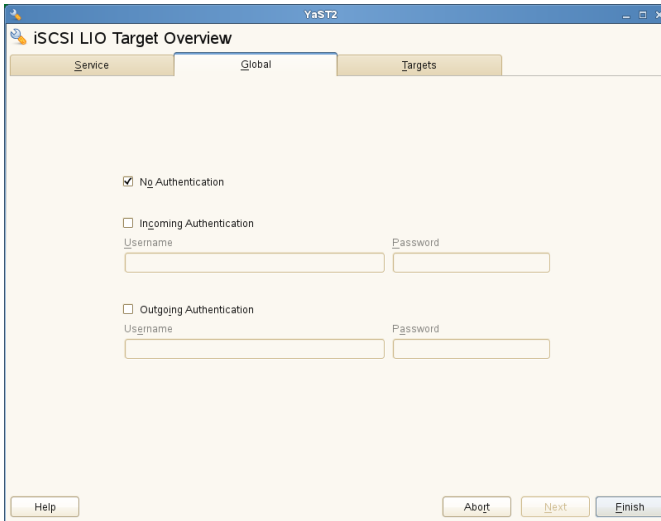 YaST2
iSCSI LIO Target Overview
Service Global Targets
No Authentication
Incoming Authentication
Username Password
Outgoing Authentication
Username Password
Help Abort Next Finish